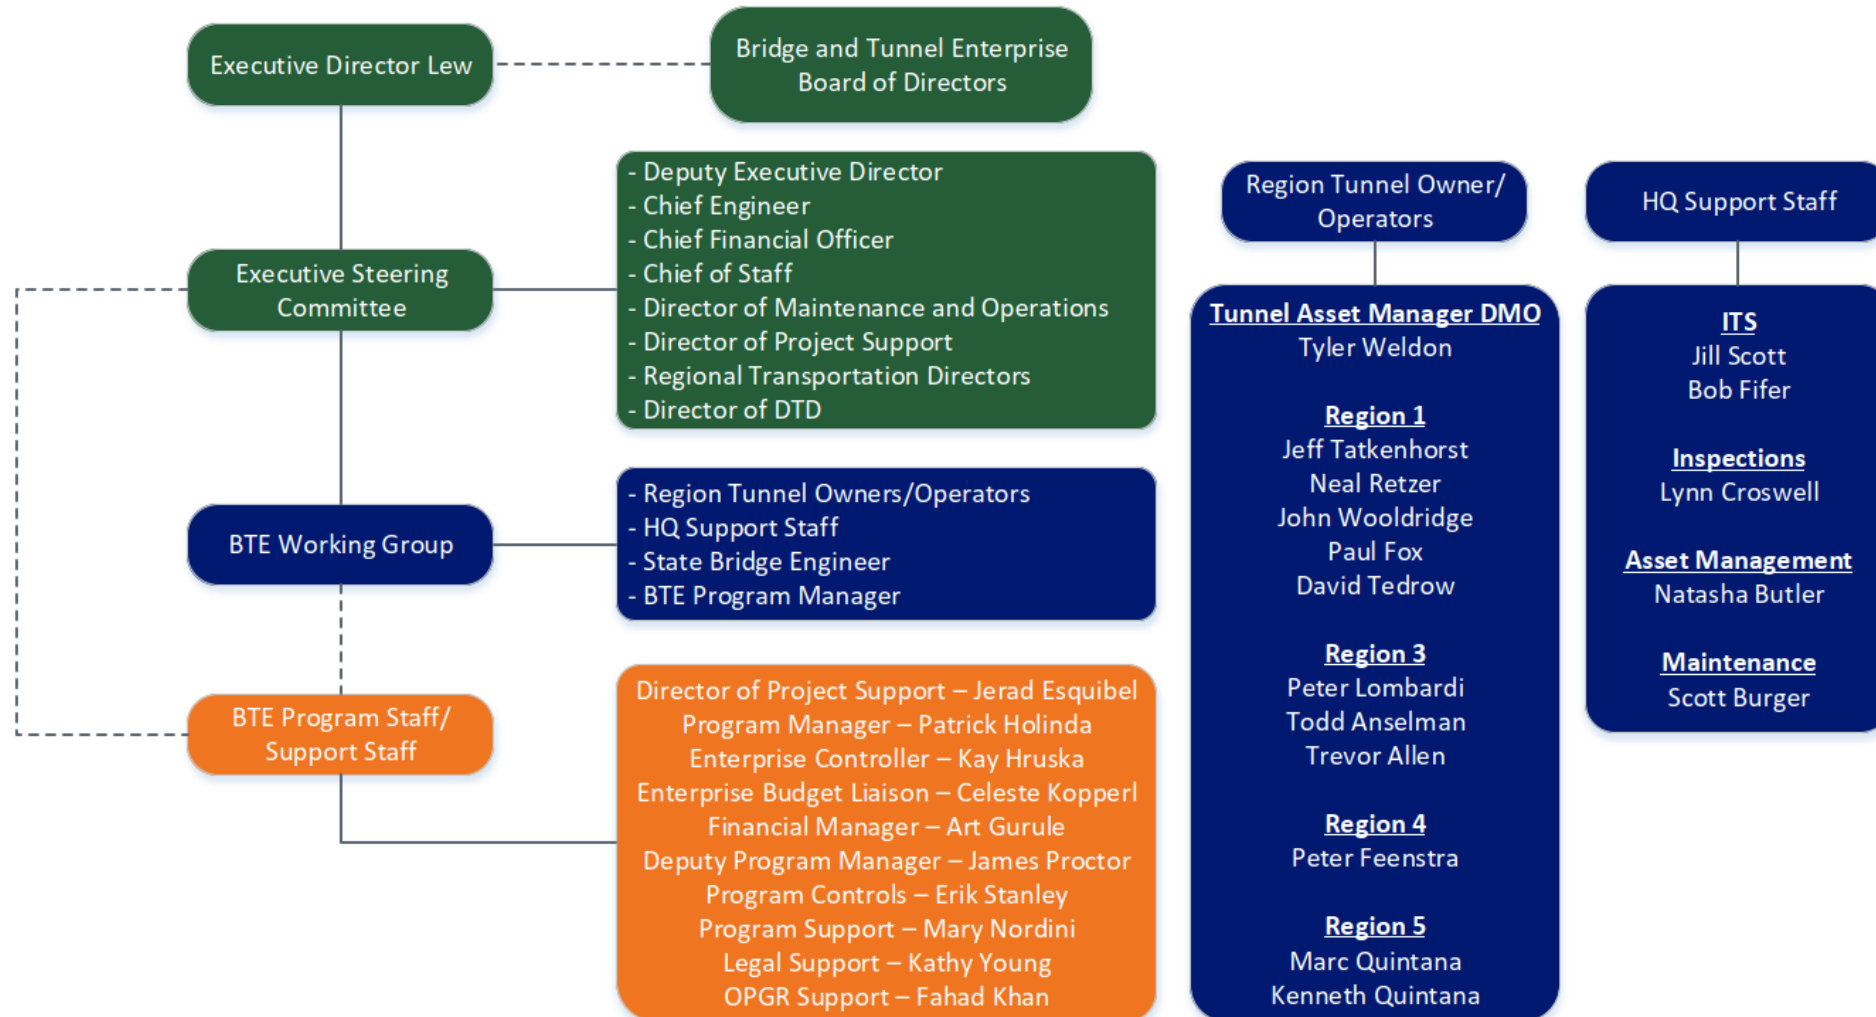 Executive Director Lew
Bridge and Tunnel Enterprise
Board of Directors
- Deputy Executive Director
- Chief Engineer
- Chief Financial Officer
- Chief of Staff
- Director of Maintenance and Operations
- Director of Project Support
- Regional Transportation Directors
- Director of DTD
Executive Steering
Committee
BTE Working Group
- Region Tunnel Owners/Operators
- HQ Support Staff
- State Bridge Engineer
- BTE Program Manager
BTE Program Staff/
Support Staff
Director of Project Support – Jerad Esquibel
Program Manager – Patrick Holinda
Enterprise Controller – Kay Hruska
Enterprise Budget Liaison – Celeste Kopperl
Financial Manager – Art Gurule
Deputy Program Manager – James Proctor
Program Controls – Erik Stanley
Program Support – Mary Nordini
Legal Support – Kathy Young
OPGR Support – Fahad Khan
Region Tunnel Owner/
Operators
Tunnel Asset Manager DMO
Tyler Weldon
Region 1
Jeff Tatkenhorst
Neal Retzer
John Wooldridge
Paul Fox
David Tedrow
Region 3
Peter Lombardi
Todd Anselman
Trevor Allen
Region 4
Peter Feenstra
Region 5
Marc Quintana
Kenneth Quintana
HQ Support Staff
ITS
Jill Scott
Bob Fifer
Inspections
Lynn Croswell
Asset Management
Natasha Butler
Maintenance
Scott Burger